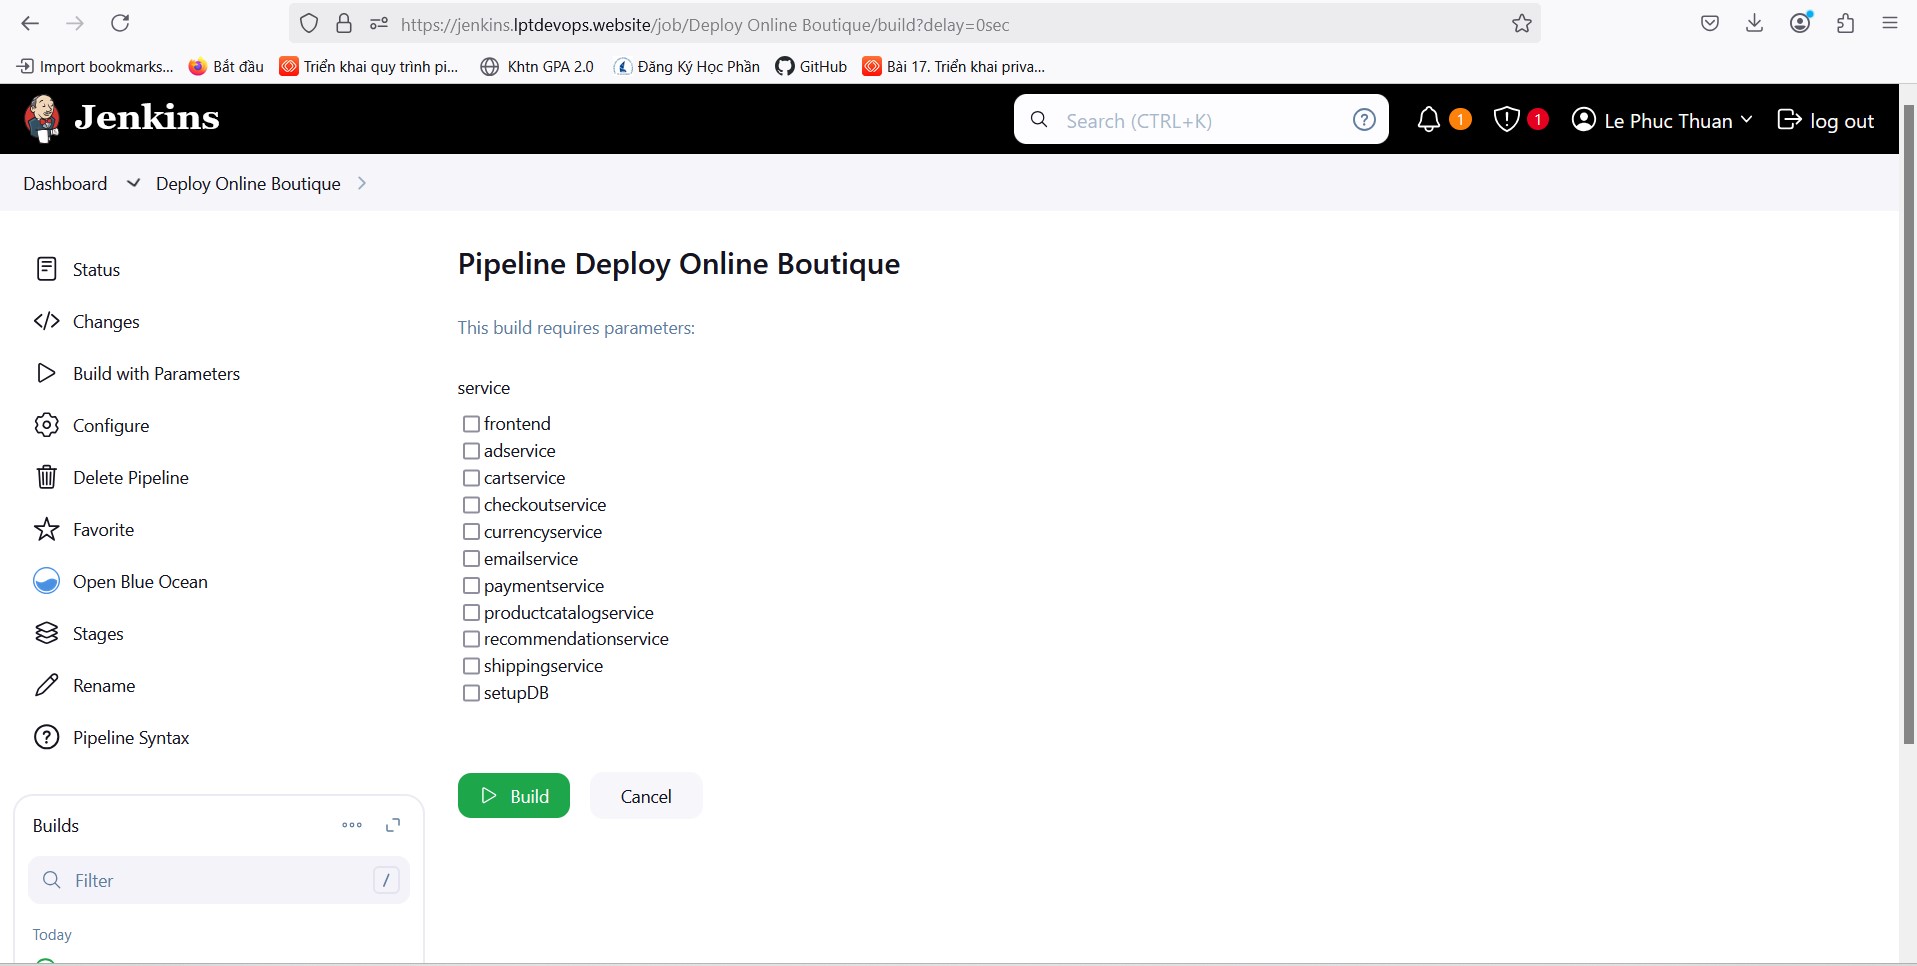 https://jenkins.lptdevops.website/job/Deploy Online Boutique/build?delay=0sec
Import bookmarks... Bắt đầu Triển khai quy trình pi... Khtn GPA 2.0 Đăng Ký Học Phần GitHub Bài 17. Triển khai priva...
Jenkins Search (CTRL+K) ? 1 1 Le Phuc Thuan log out
Dashboard Deploy Online Boutique
Status
Changes
Build with Parameters
Configure
Delete Pipeline
Favorite
Open Blue Ocean
Stages
Rename
Pipeline Syntax
Builds
Filter /
Today
Pipeline Deploy Online Boutique
This build requires parameters:
service
frontend
adservice
cartservice
checkoutservice
currencyservice
emailservice
paymentservice
productcatalogservice
recommendationservice
shippingservice
setupDB
Build Cancel